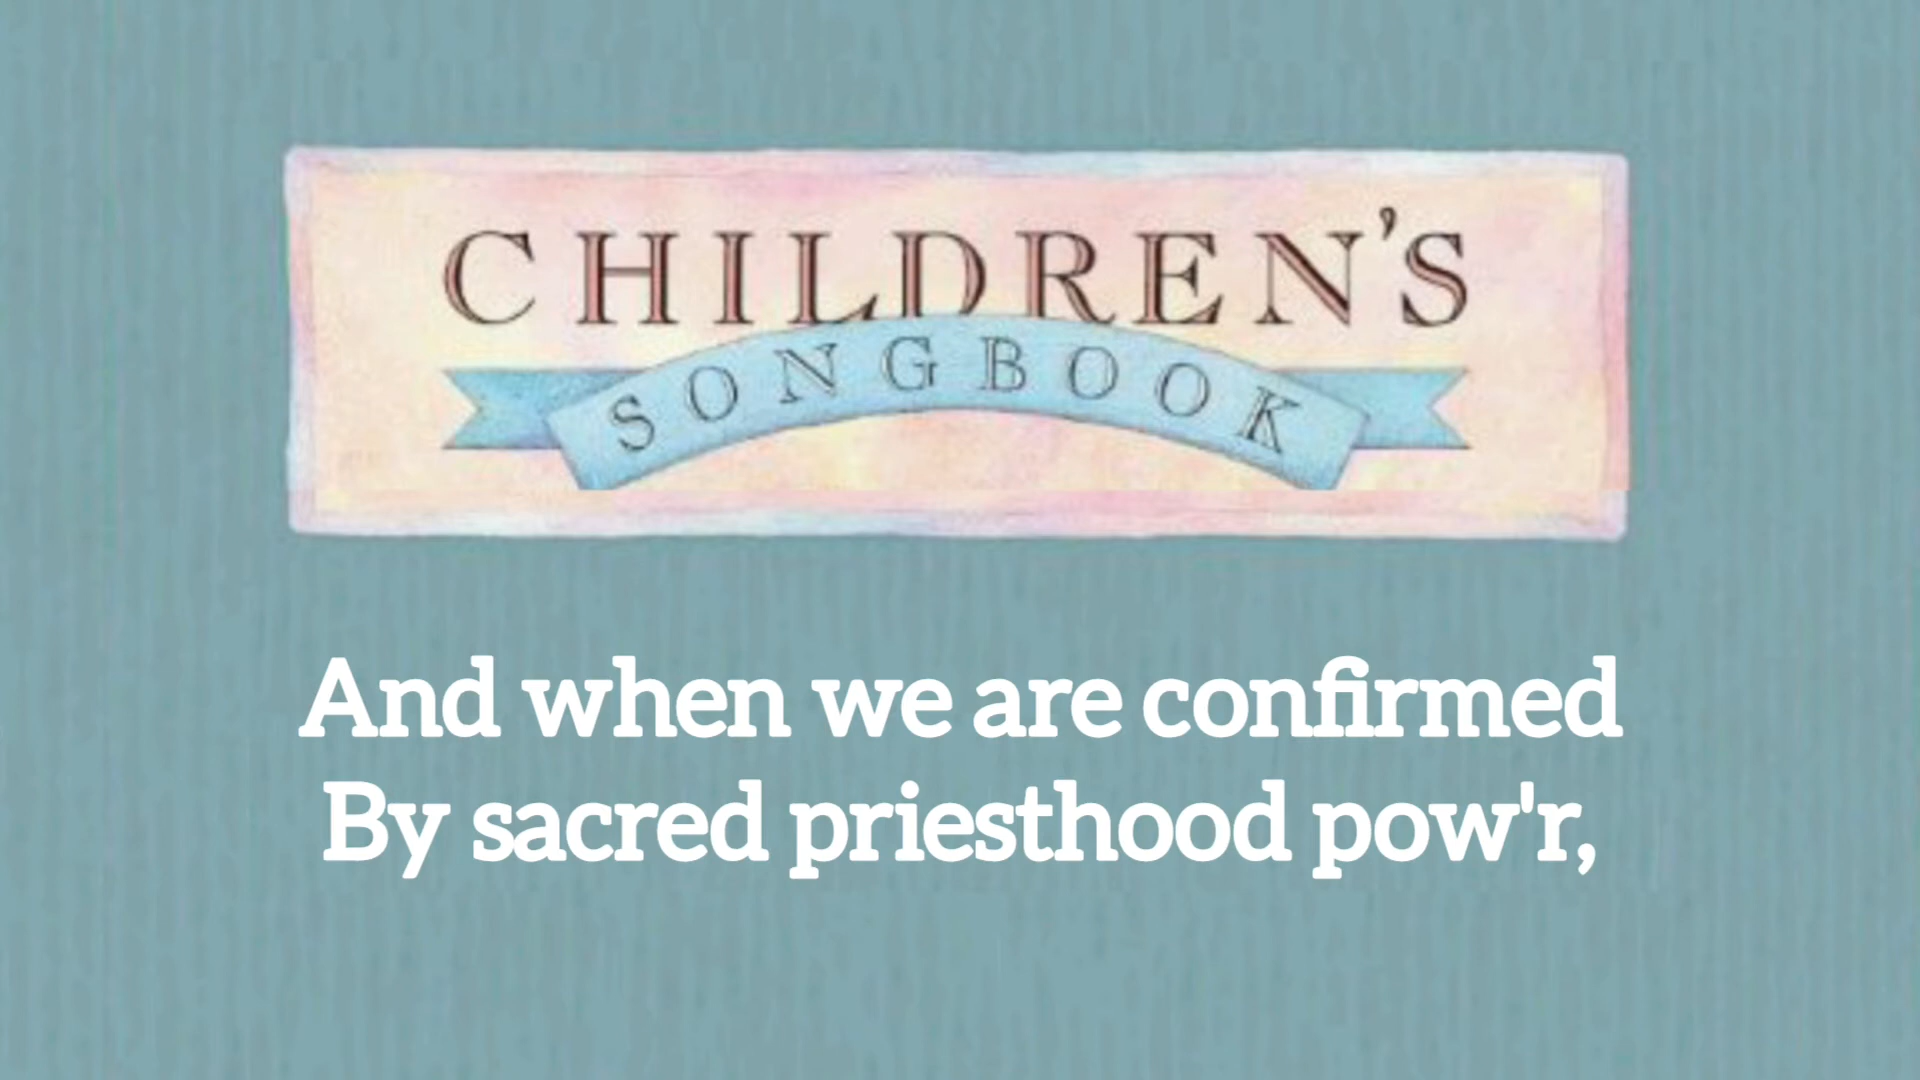 CHILDREN'S
SONGBOOK
And when we are confirmed
By sacred priesthood pow'r,